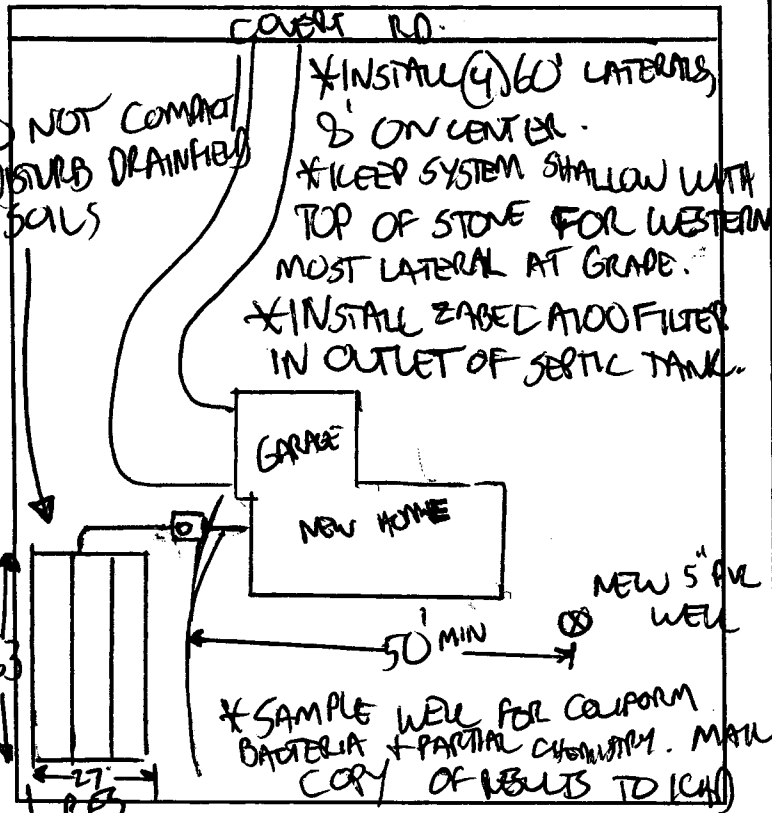 COVERT RD.
*INSTALL (4) 60' LATERALS,
8' ON CENTER.
*KEEP SYSTEM SHALLOW WITH
TOP OF STONE FOR WESTERN
MOST LATERAL AT GRADE.
*INSTALL ZABEL A100 FILTER
IN OUTLET OF SEPTIC TANK.
NOT COMPACT/
DISTURB DRAINFIELD
SOILS
GARAGE
NEW HOME
NEW 5" PVC
WELL
50' MIN
63
27'
*SAMPLE WELL FOR COLIFORM
BACTERIA + PARTIAL CHEMISTRY. MAIL
COPY OF RESULTS TO ICHD